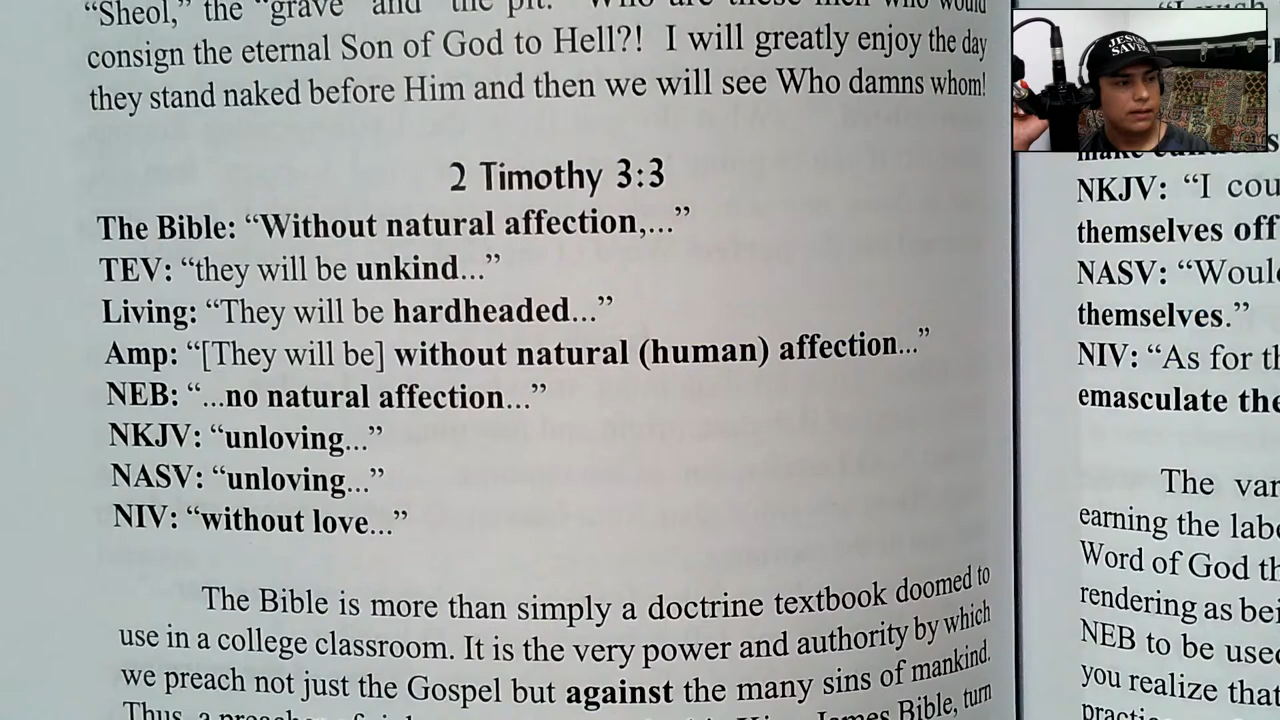 “Sheol,” the “grave” and “the pit.” Who are these men who would
consign the eternal Son of God to Hell?! I will greatly enjoy the day
they stand naked before Him and then we will see Who damns whom!
2 Timothy 3:3
The Bible: “Without natural affection,...”
TEV: “they will be unkind...”
Living: “They will be hardheaded...”
Amp: “[They will be] without natural (human) affection...”
NEB: “...no natural affection...”
NKJV: “unloving...”
NASV: “unloving...”
NIV: “without love...”
The Bible is more than simply a doctrine textbook doomed to
use in a college classroom. It is the very power and authority by which
we preach not just the Gospel but against the many sins of mankind.
Thus, a preacher of James Bible, turn
JESUS
SAVES
NKJV: “I cou
themselves off
NASV: “Would
themselves.”
NIV: “As for th
emasculate the
The var
earning the labe
Word of God th
rendering as bei
NEB to be used
you realize that